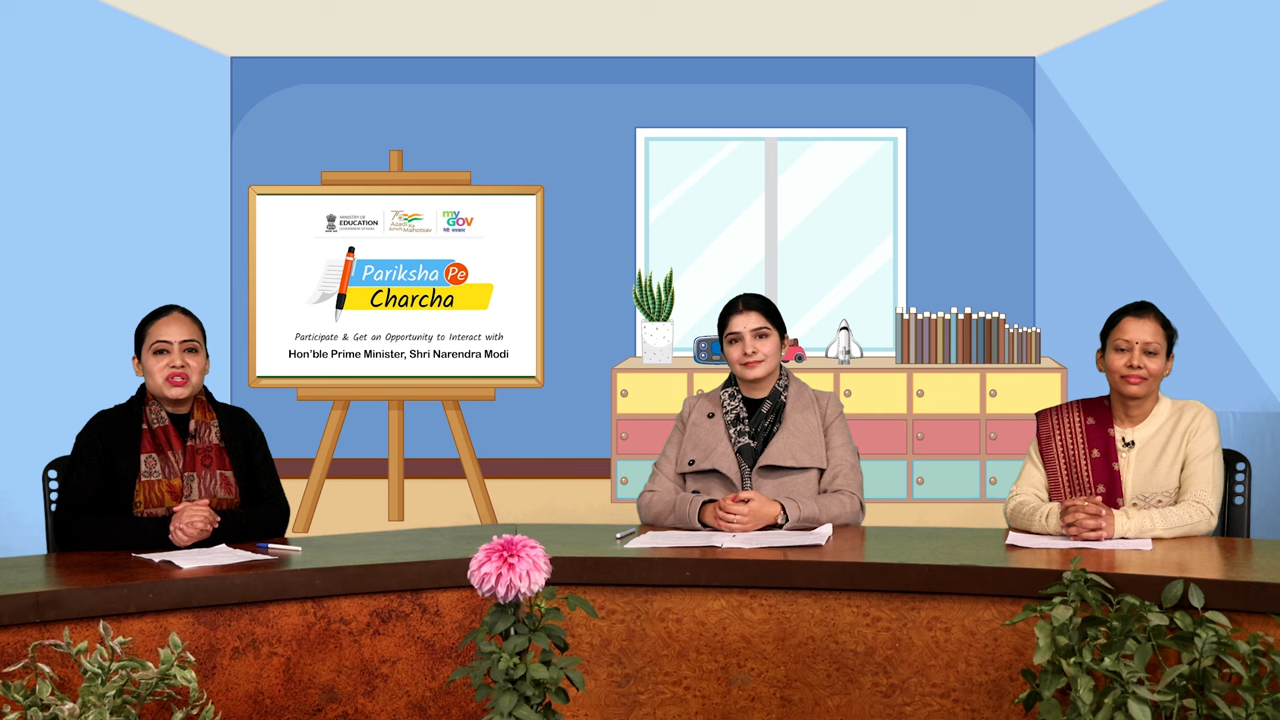 MINISTRY OF
EDUCATION
GOVERNMENT OF INDIA
75
Azadi Ka
Amrit Mahotsav
my
GOV
मेरी सरकार
Pariksha Pe
Charcha
Participate & Get an Opportunity to Interact with
Hon'ble Prime Minister, Shri Narendra Modi